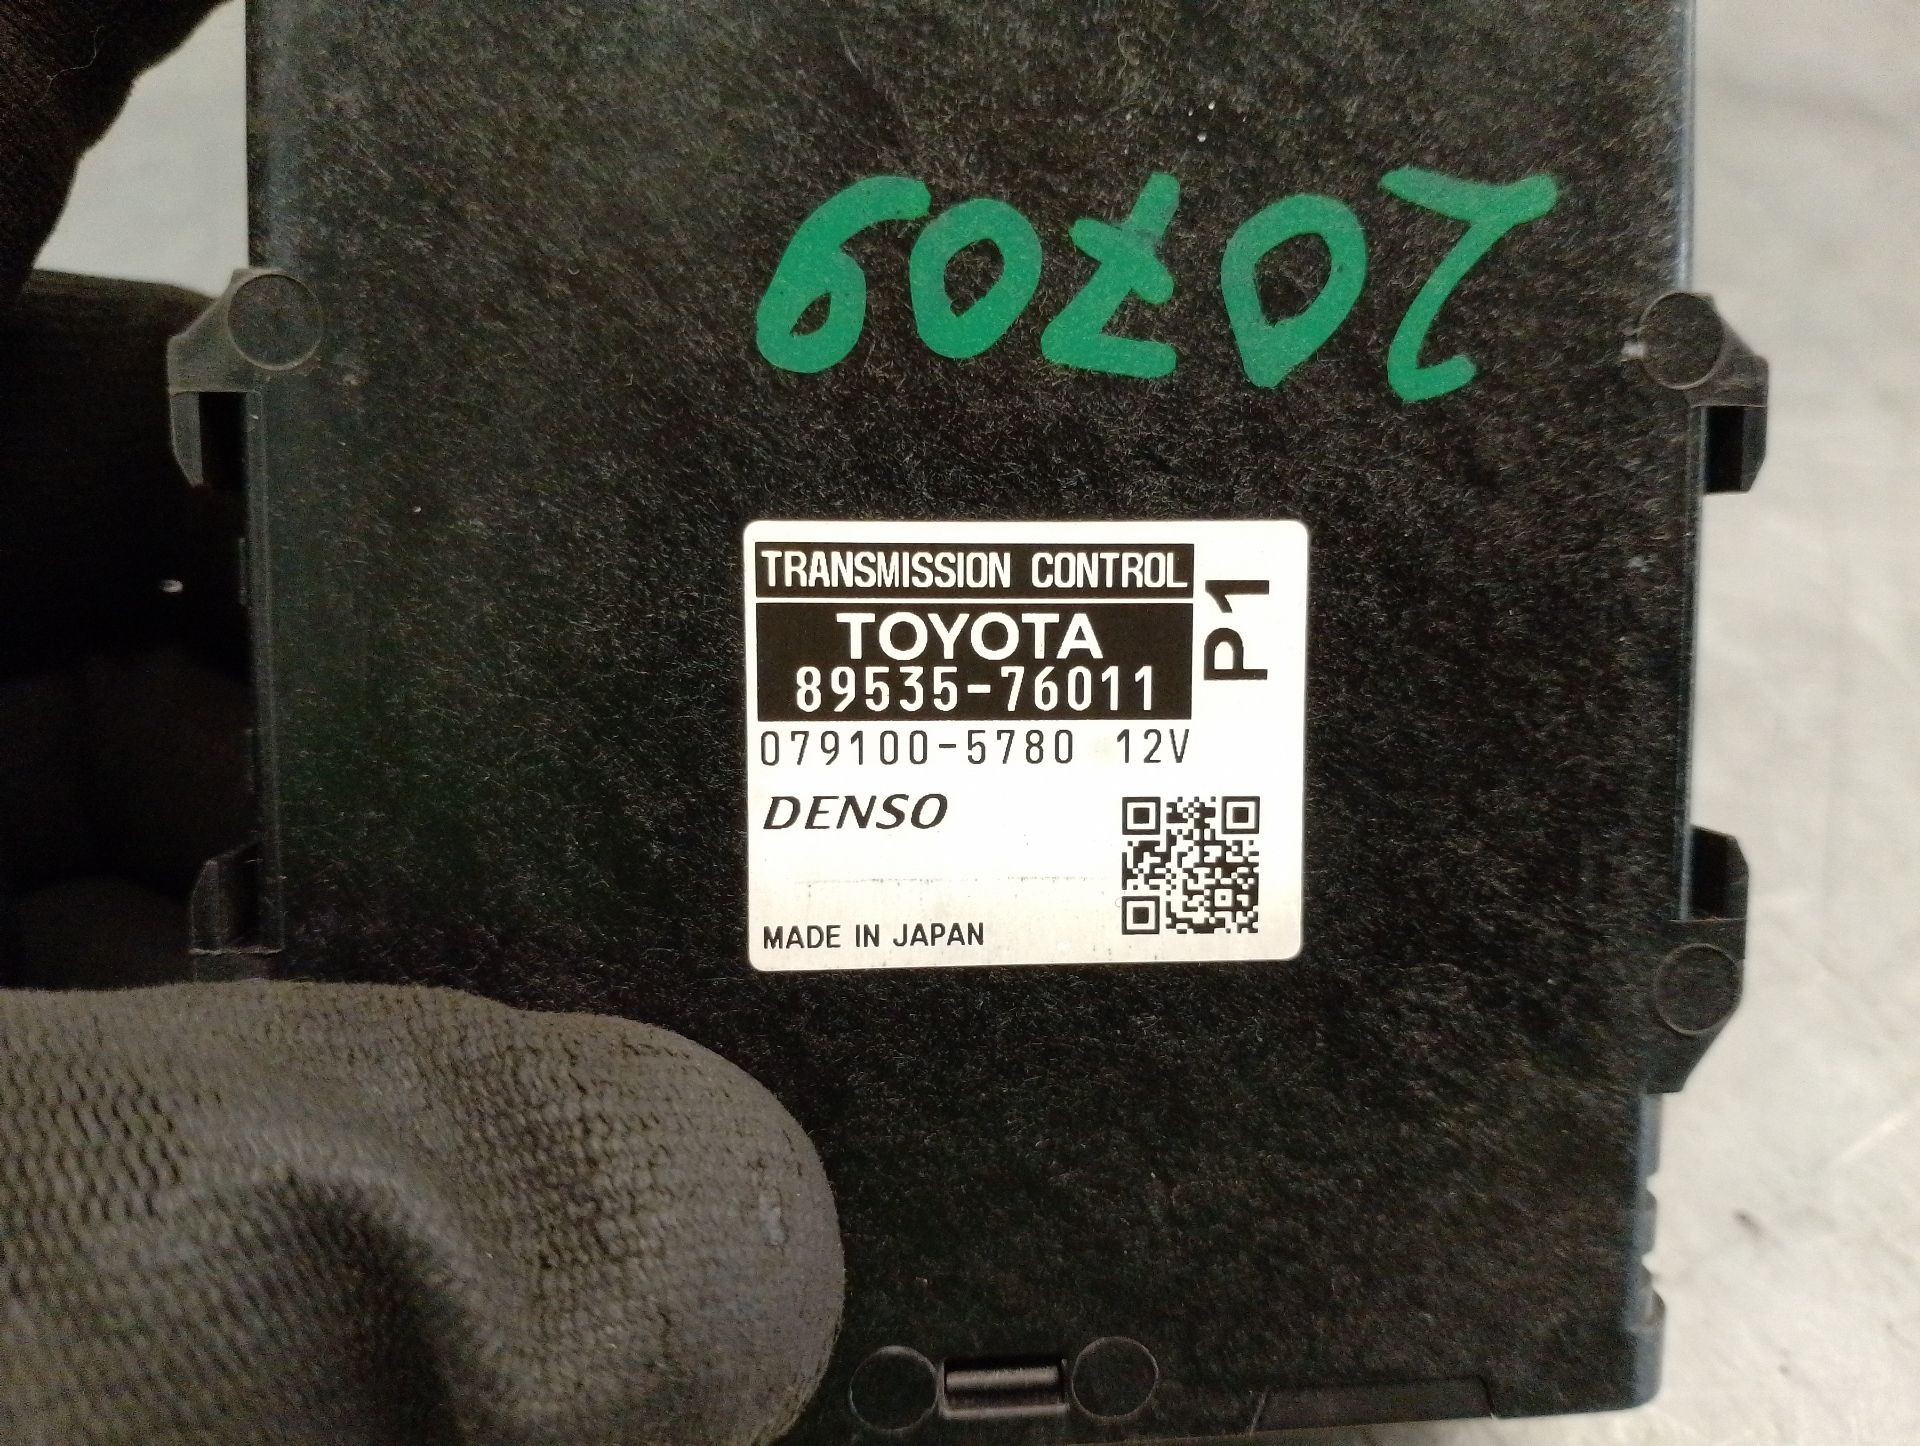 20709
TRANSMISSION CONTROL
TOYOTA
89535-76011
P1
079100-5780 12V
DENSO
MADE IN JAPAN